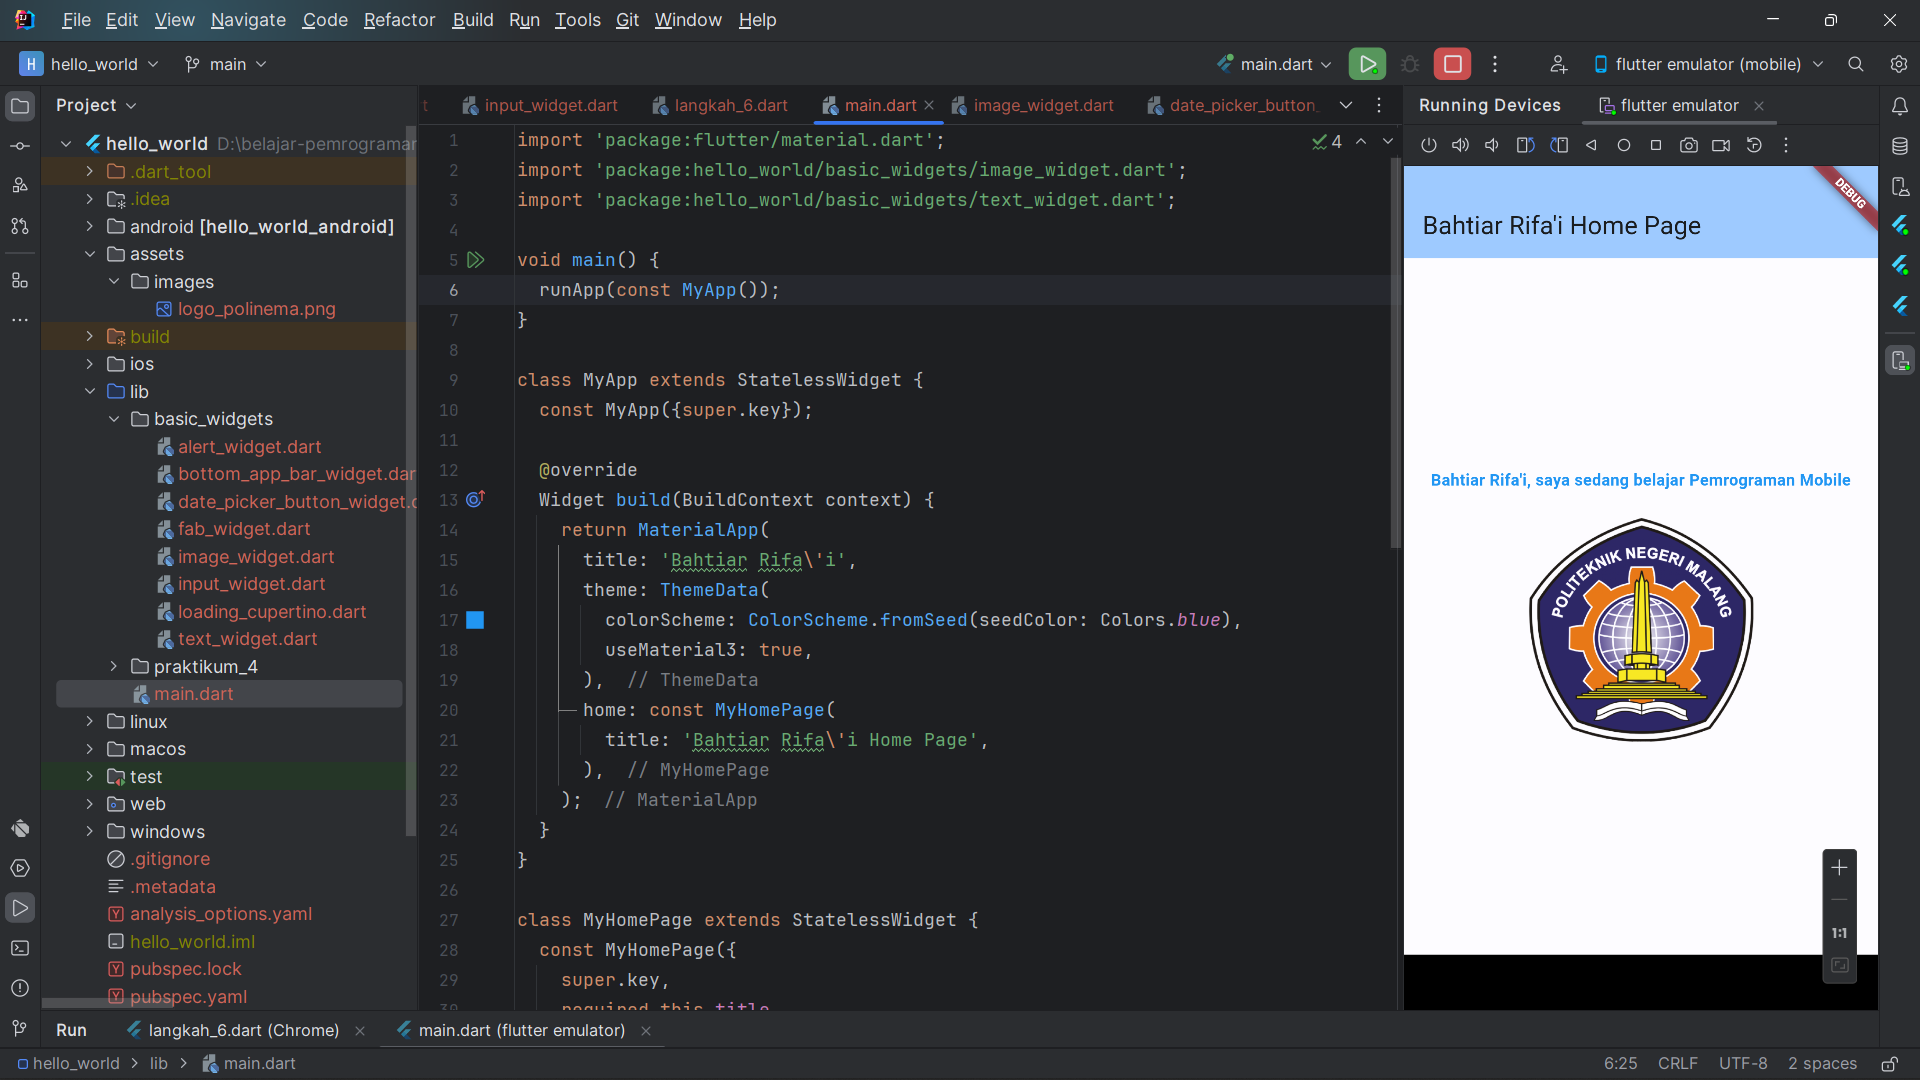 File Edit View Navigate Code Refactor Build Run Tools Git Window Help
H hello_world main main.dart flutter emulator (mobile)
Project
t input_widget.dart langkah_6.dart main.dart image_widget.dart date_picker_button_
Running Devices flutter emulator
hello_world D:\belajar-pemrograman
.dart_tool
.idea
android [hello_world_android]
assets
images
logo_polinema.png
build
ios
lib
basic_widgets
alert_widget.dart
bottom_app_bar_widget.dar
date_picker_button_widget.d
fab_widget.dart
image_widget.dart
input_widget.dart
loading_cupertino.dart
text_widget.dart
praktikum_4
main.dart
linux
macos
test
web
windows
.gitignore
.metadata
analysis_options.yaml
hello_world.iml
pubspec.lock
pubspec.yaml
4
1 import 'package:flutter/material.dart';
2 import 'package:hello_world/basic_widgets/image_widget.dart';
3 import 'package:hello_world/basic_widgets/text_widget.dart';
4
5 void main() {
6 runApp(const MyApp());
7 }
8
9 class MyApp extends StatelessWidget {
10 const MyApp({super.key});
11
12 @override
13 Widget build(BuildContext context) {
14 return MaterialApp(
15 title: 'Bahtiar Rifa\'i',
16 theme: ThemeData(
17 colorScheme: ColorScheme.fromSeed(seedColor: Colors.blue),
18 useMaterial3: true,
19 ), // ThemeData
20 home: const MyHomePage(
21 title: 'Bahtiar Rifa\'i Home Page',
22 ), // MyHomePage
23 ); // MaterialApp
24 }
25 }
26
27 class MyHomePage extends StatelessWidget {
28 const MyHomePage({
29 super.key,
30 required this.title
DEBUG
Bahtiar Rifa'i Home Page
Bahtiar Rifa'i, saya sedang belajar Pemrograman Mobile
POLITEKNIK NEGERI MALANG
1:1
Run langkah_6.dart (Chrome) main.dart (flutter emulator)
hello_world > lib > main.dart
6:25 CRLF UTF-8 2 spaces